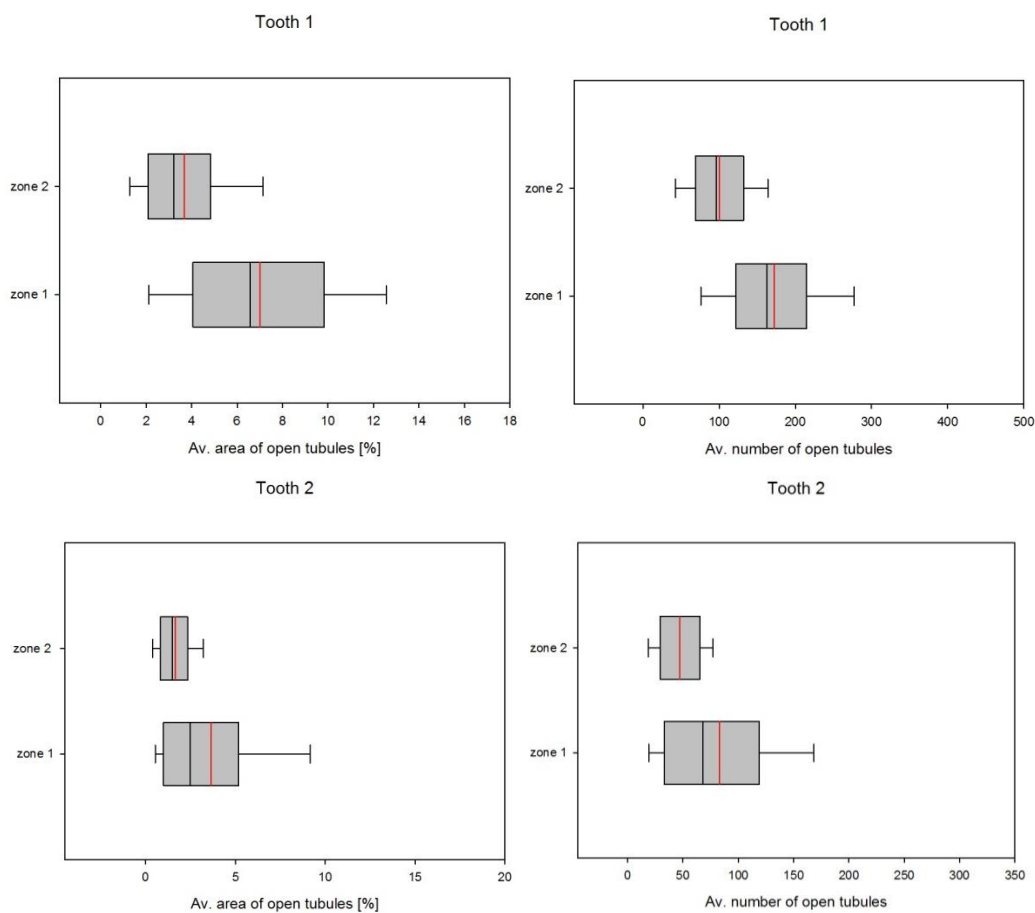 Tooth 1
zone 2
zone 1
0 2 4 6 8 10 12 14 16 18
Av. area of open tubules [%]
Tooth 1
zone 2
zone 1
0 100 200 300 400 500
Av. number of open tubules
Tooth 2
zone 2
zone 1
0 5 10 15 20
Av. area of open tubules [%]
Tooth 2
zone 2
zone 1
0 50 100 150 200 250 300 350
Av. number of open tubules